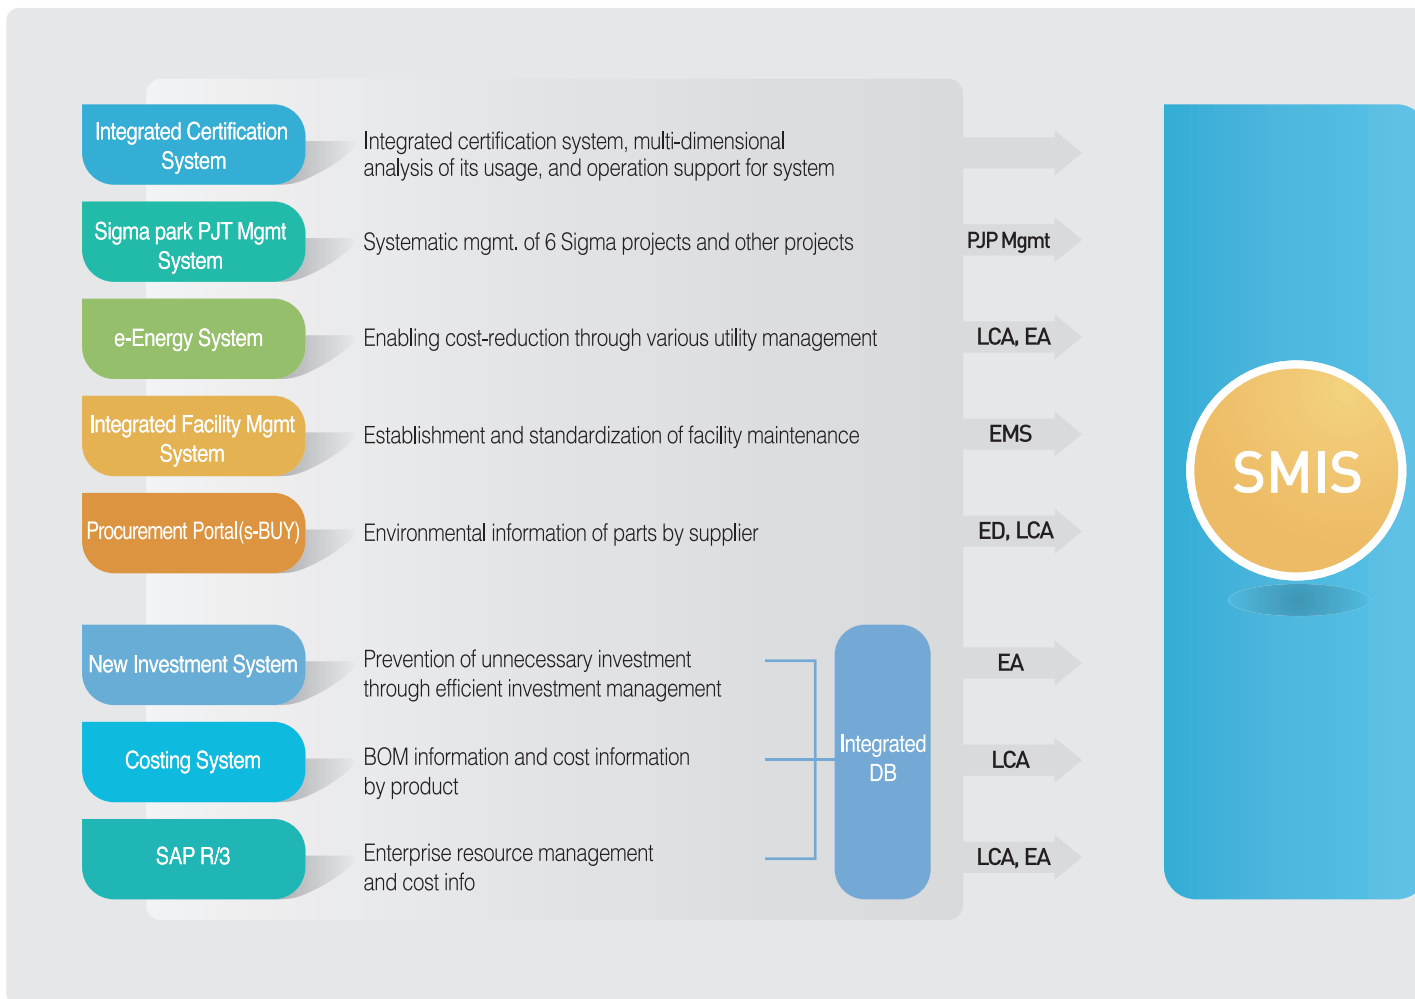 Integrated Certification
System
Integrated certification system, multi-dimensional
analysis of its usage, and operation support for system
Sigma park PJT Mgmt
System
Systematic mgmt. of 6 Sigma projects and other projects
PJP Mgmt
e-Energy System
Enabling cost-reduction through various utility management
LCA, EA
Integrated Facility Mgmt
System
Establishment and standardization of facility maintenance
EMS
SMIS
Procurement Portal(s-BUY)
Environmental information of parts by supplier
ED, LCA
New Investment System
Prevention of unnecessary investment
through efficient investment management
EA
Costing System
BOM information and cost information
by product
Integrated
DB
LCA
SAP R/3
Enterprise resource management
and cost info
LCA, EA